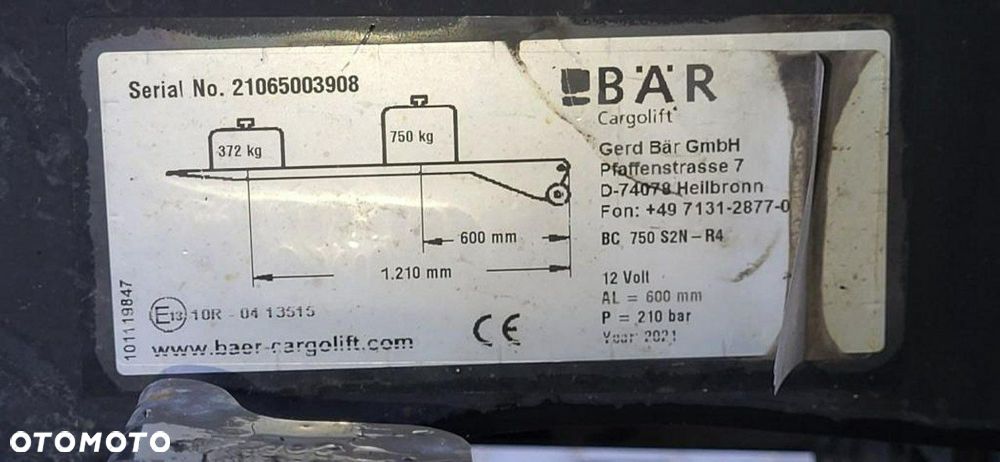 Serial No. 21065003908
BÄR
Cargolift
372 kg
750 kg
600 mm
1.210 mm
Gerd Bär GmbH
Pfaffenstrasse 7
D-74078 Heilbronn
Fon: +49 7131-2877-0
BC 750 S2N-R4
12 Volt
AL = 600 mm
P = 210 bar
Year 2021
E13 10R - 04 13515
CE
www.baer-cargolift.com
101119847
OTOMOTO